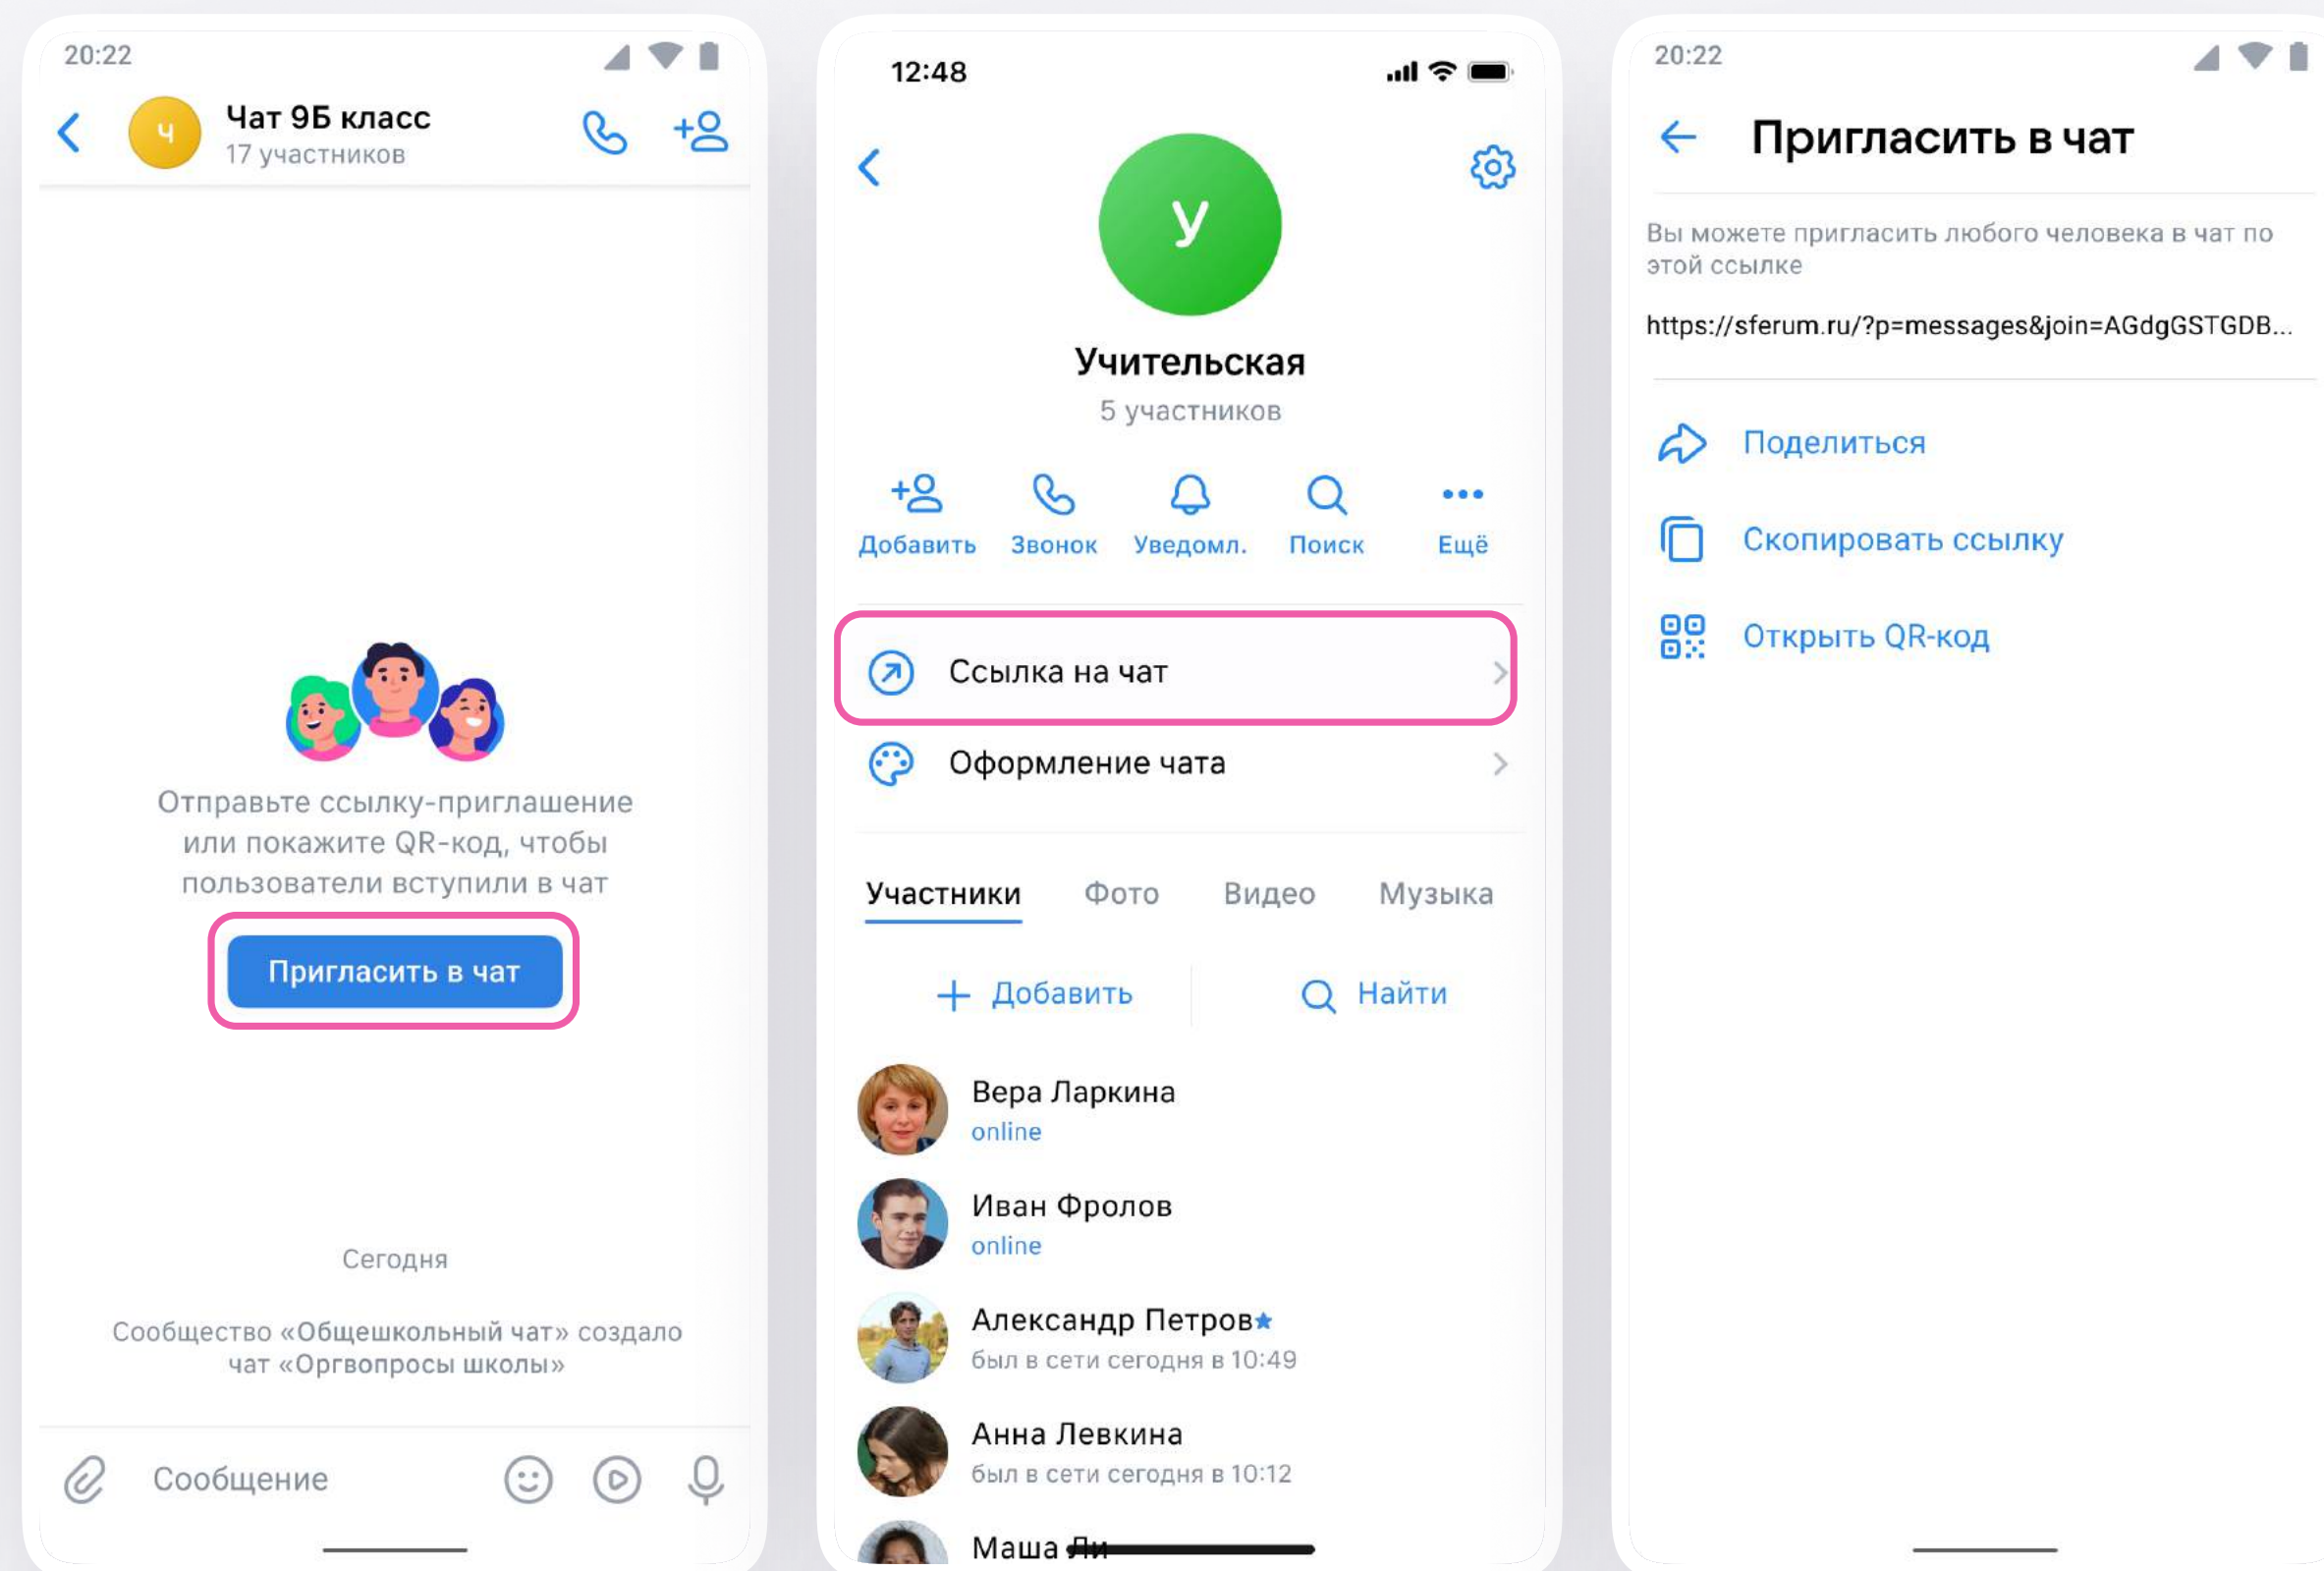 20:22
Ч
Чат 9Б класс
17 участников
Отправьте ссылку-приглашение
или покажите QR-код, чтобы
пользователи вступили в чат
Пригласить в чат
Сегодня
Сообщество «Общешкольный чат» создало
чат «Оргвопросы школы»
Сообщение
12:48
У
Учительская
5 участников
Добавить Звонок Уведомл. Поиск Ещё
Ссылка на чат
Оформление чата
Участники Фото Видео Музыка
Добавить Найти
Вера Ларкина
online
Иван Фролов
online
Александр Петров
был в сети сегодня в 10:49
Анна Левкина
был в сети сегодня в 10:12
Маша Ли
20:22
Пригласить в чат
Вы можете пригласить любого человека в чат по
этой ссылке
https://sferum.ru/?p=messages&join=AGdgGSTGDB...
Поделиться
Скопировать ссылку
Открыть QR-код